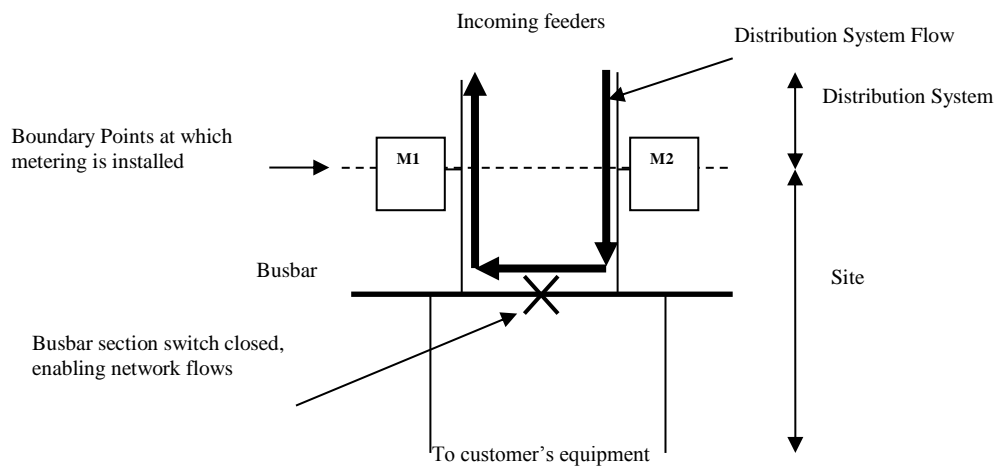 Incoming feeders
Distribution System Flow
Distribution System
Boundary Points at which
metering is installed
M1
M2
Busbar
Site
Busbar section switch closed,
enabling network flows
To customer’s equipment